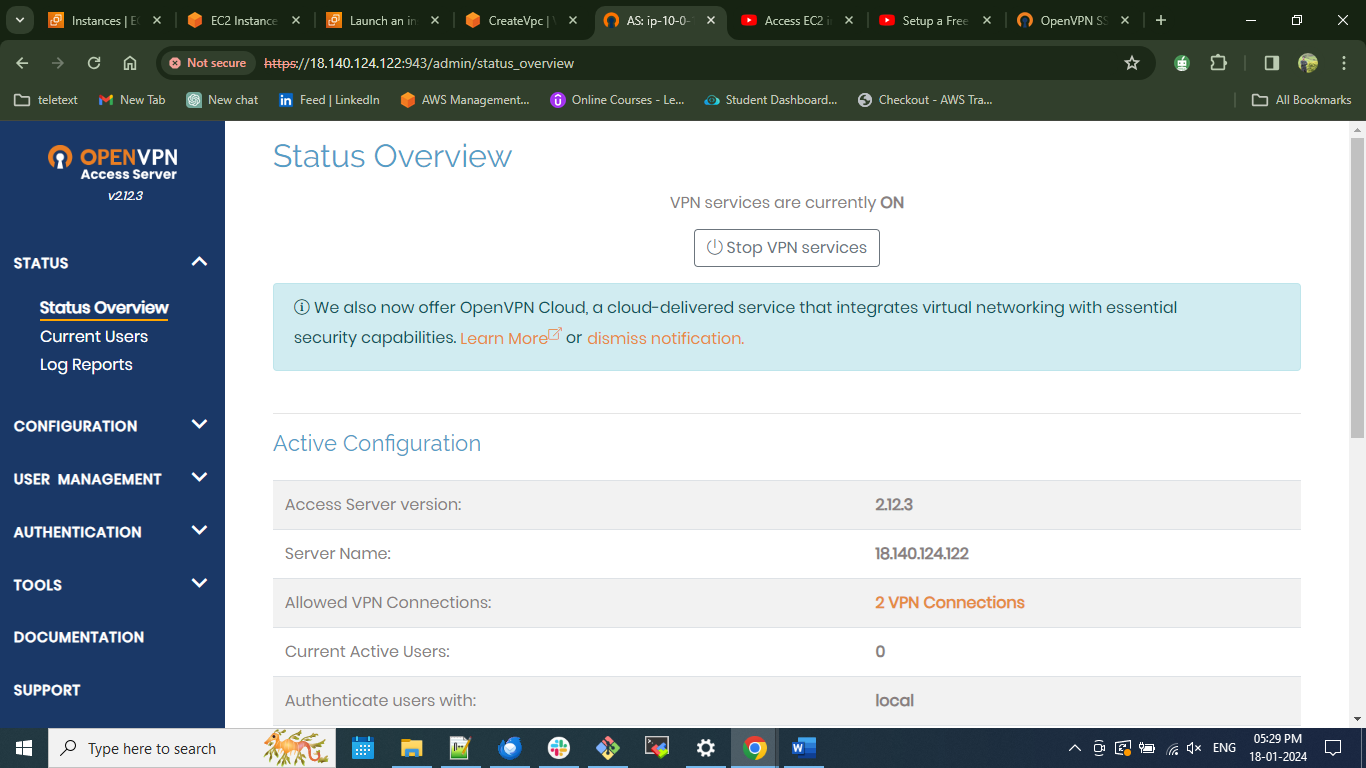 Instances | EC
EC2 Instance
Launch an in
CreateVpc | V
AS: ip-10-0-
Access EC2 i
Setup a Free
OpenVPN SS
Not secure
https://18.140.124.122:943/admin/status_overview
teletext
New Tab
New chat
Feed | LinkedIn
AWS Management...
Online Courses - Le...
Student Dashboard...
Checkout - AWS Tra...
All Bookmarks
OPENVPN
Access Server
v2.12.3
STATUS
Status Overview
Current Users
Log Reports
CONFIGURATION
USER MANAGEMENT
AUTHENTICATION
TOOLS
DOCUMENTATION
SUPPORT
Status Overview
VPN services are currently ON
Stop VPN services
We also now offer OpenVPN Cloud, a cloud-delivered service that integrates virtual networking with essential
security capabilities. Learn More or dismiss notification.
Active Configuration
Access Server version: 2.12.3
Server Name: 18.140.124.122
Allowed VPN Connections: 2 VPN Connections
Current Active Users: 0
Authenticate users with: local
Type here to search
ENG
05:29 PM
18-01-2024